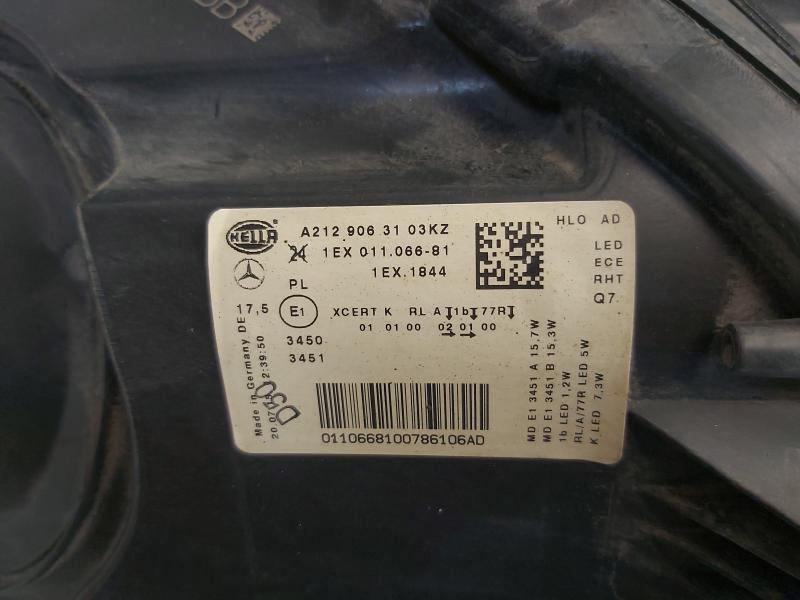 HELLA
A212 906 31 03KZ
24 1EX 011.066-81
1EX.1844
HLO AD
LED
ECE
RHT
Q7
PL
17,5
E1
XCERT K RL A 1b 77R
01 01 00 02 01 00
3450
3451
Made in Germany DE
D50
0110668100786106AD
MD E1 3451 A 15,7W
MD E1 3451 B 15,3W
1b LED 1,2W
RL/A/77R LED 5W
K LED 7,3W